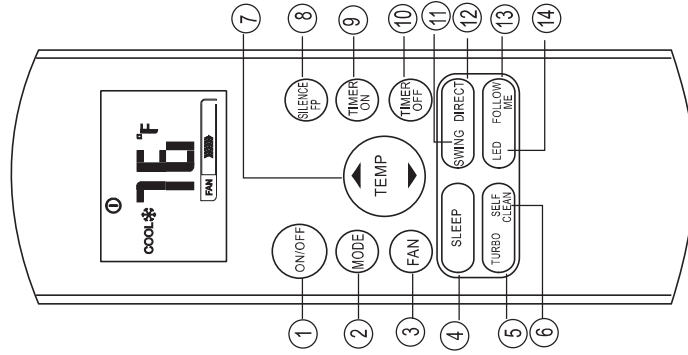 COOL 76°F
FAN
ON/OFF
MODE
FAN
TEMP
SILENCE
FP
TIMER
ON
TIMER
OFF
SLEEP
TURBO
SELF
CLEAN
SWING
DIRECT
LED
FOLLOW
ME
1
2
3
4
5
6
7
8
9
10
11
12
13
14